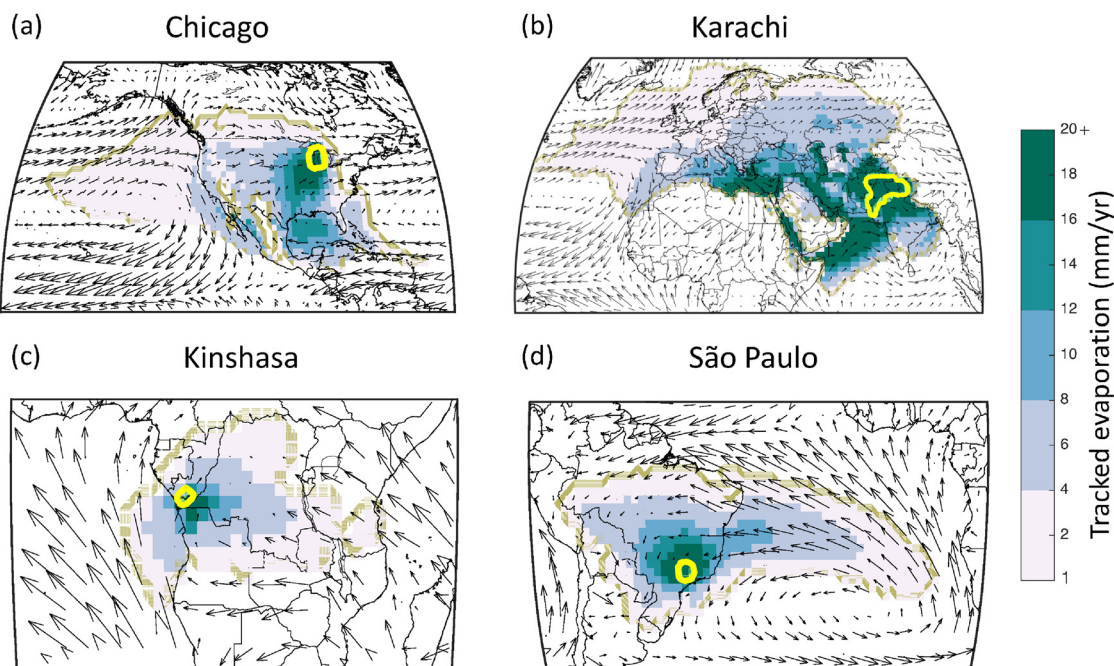 (a) Chicago
(b) Karachi
(c) Kinshasa
(d) São Paulo
20+
18
16
14
12
10
8
6
4
2
1
Tracked evaporation (mm/yr)